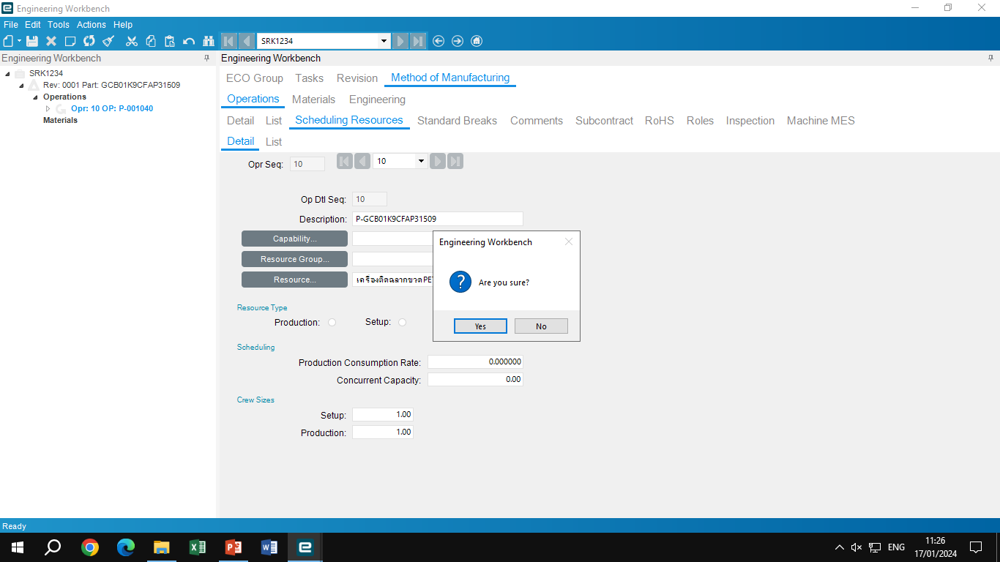 Engineering Workbench
File Edit Tools Actions Help
SRK1234
Engineering Workbench
SRK1234
Rev: 0001 Part: GCB01K9CFAP31509
Operations
Opr: 10 OP: P-001040
Materials
Engineering Workbench
ECO Group Tasks Revision Method of Manufacturing
Operations Materials Engineering
Detail List Scheduling Resources Standard Breaks Comments Subcontract RoHS Roles Inspection Machine MES
Detail List
Opr Seq: 10 10
Op Dtl Seq: 10
Description: P-GCB01K9CFAP31509
Capability...
Resource Group...
Resource... เครื่องติดฉลากขวดPET
Resource Type
Production: Setup:
Scheduling
Production Consumption Rate: 0.000000
Concurrent Capacity: 0.00
Crew Sizes
Setup: 1.00
Production: 1.00
Engineering Workbench
? Are you sure?
Yes No
Ready
ENG
11:26
17/01/2024